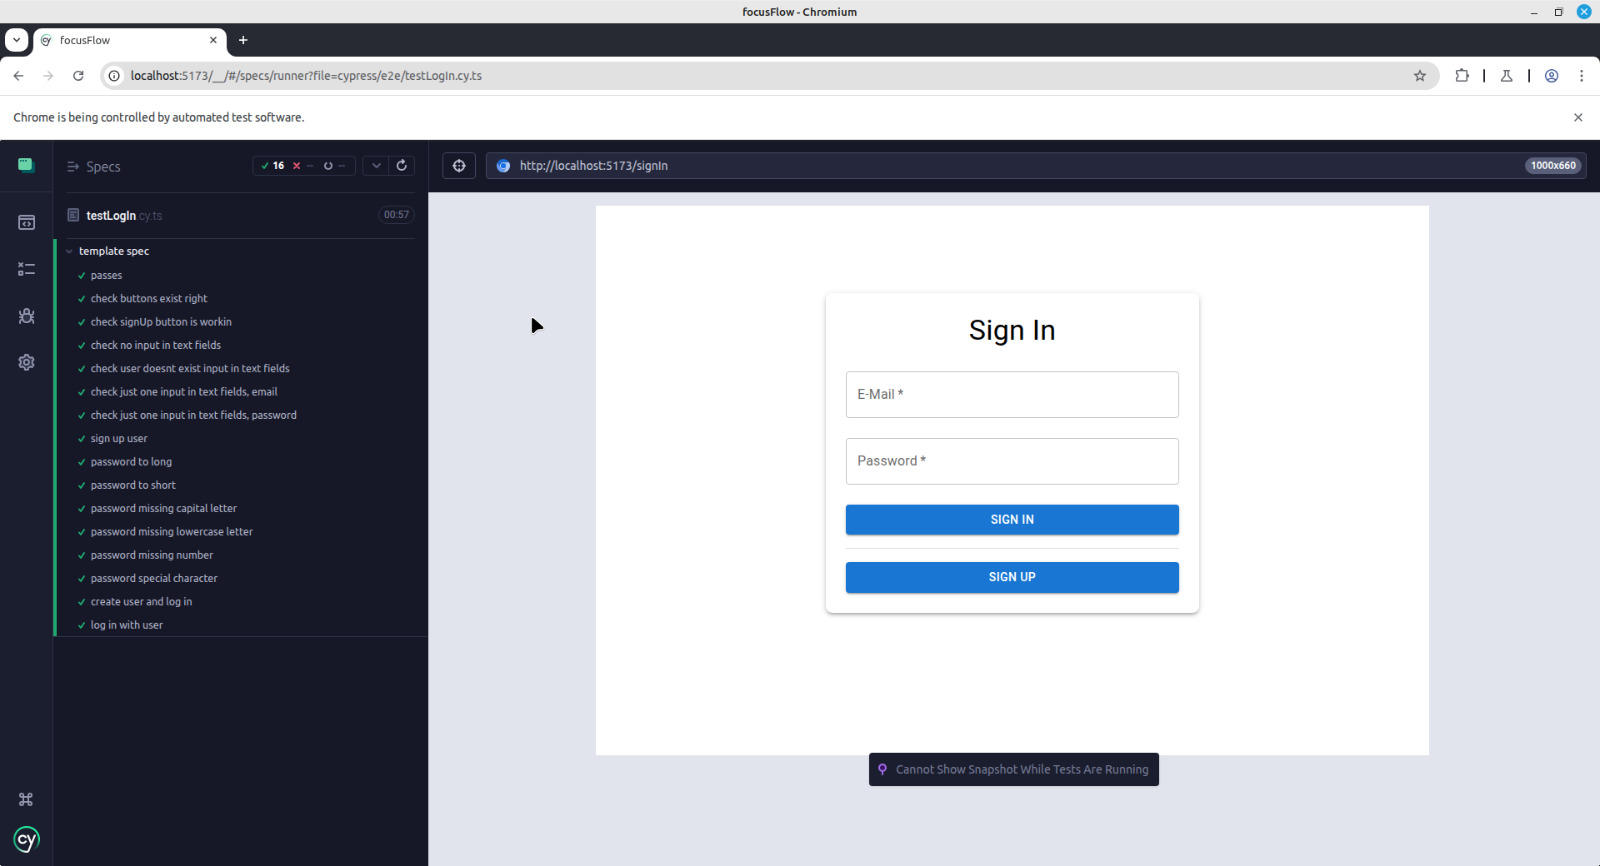 focusFlow - Chromium
focusFlow
localhost:5173/__/#/specs/runner?file=cypress/e2e/testLogIn.cy.ts
Chrome is being controlled by automated test software.
Specs
16 -- --
http://localhost:5173/signIn
1000x660
testLogIn cy.ts
00:57
template spec
passes
check buttons exist right
check signUp button is workin
check no input in text fields
check user doesnt exist input in text fields
check just one input in text fields, email
check just one input in text fields, password
sign up user
password to long
password to short
password missing capital letter
password missing lowercase letter
password missing number
password special character
create user and log in
log in with user
Sign In
E-Mail *
Password *
SIGN IN
SIGN UP
Cannot Show Snapshot While Tests Are Running
cy